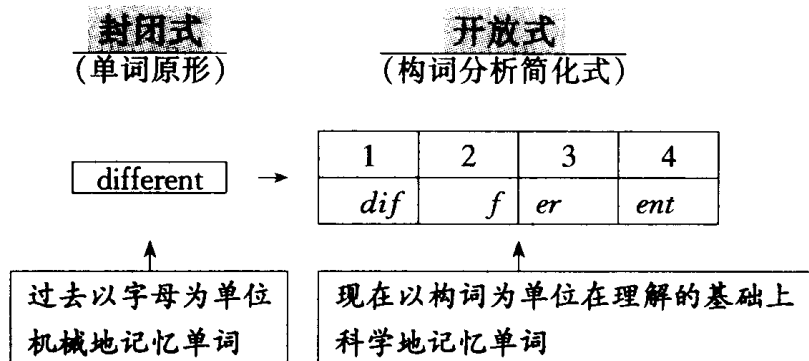 封闭式 开放式
(单词原形) (构词分析简化式)
1 2 3 4
different → dif f er ent
过去以字母为单位 现在以构词为单位在理解的基础上
机械地记忆单词 科学地记忆单词